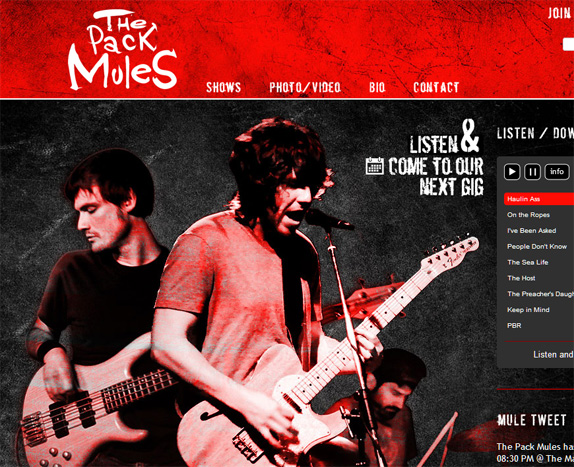 The
Pack
Mules
JOIN
SHOWS
PHOTO/VIDEO
BIO
CONTACT
LISTEN &
COME TO OUR
NEXT GIG
LISTEN / DOW
info
Haulin Ass
On the Ropes
I've Been Asked
People Don't Know
The Sea Life
The Host
The Preacher's Daugh
Keep in Mind
PBR
Listen and
MULE TWEET
The Pack Mules ha
08:30 PM @ The Ma